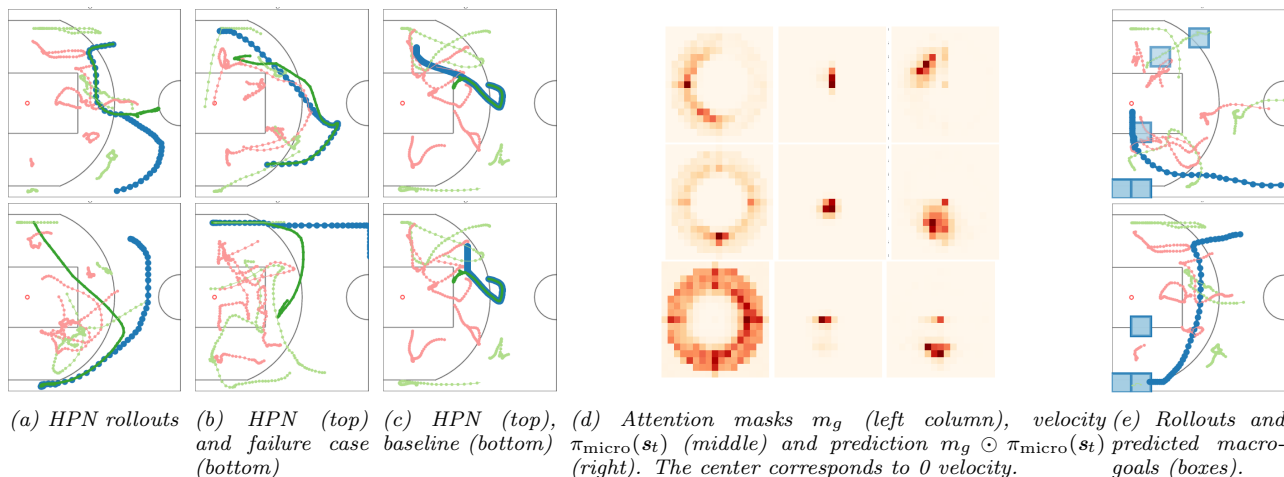 (a) HPN rollouts
(b) HPN (top)
and failure case
(bottom)
(c) HPN (top),
baseline (bottom)
(d) Attention masks m_g (left column), velocity
π_micro(s_t) (middle) and prediction m_g ⊙ π_micro(s_t)
(right). The center corresponds to 0 velocity.
(e) Rollouts and
predicted macro-
goals (boxes).